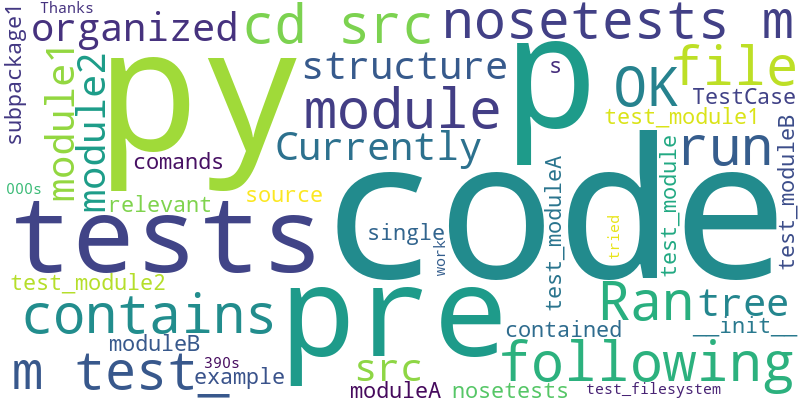 Thanks
organized
cd src
nosetests m
subpackage1
module1
module2
py
structure
p
s
OK
file
TestCase
module
test_module1
Currently
run
comands
000s
relevant
source
code
tests
single
work
test_moduleA
tried
test_module
test_moduleB
test_module2
contains
pre
Ran
tree
contained
__init__
moduleB
m test_
390s
example
src
moduleA
nosetests
following
test_filesystem